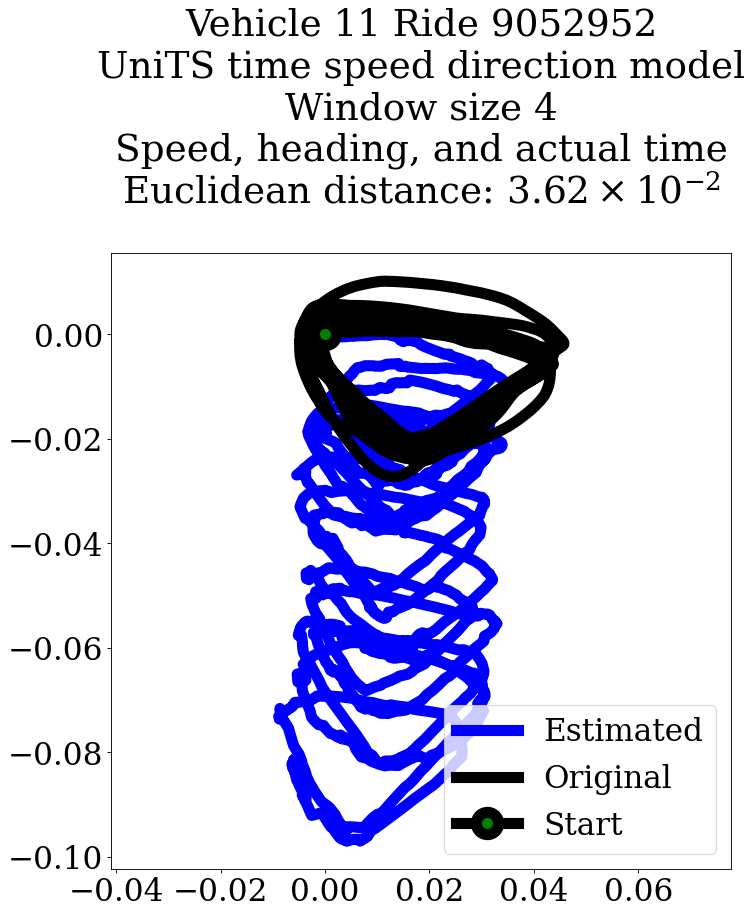 Vehicle 11 Ride 9052952
UniTS time speed direction model
Window size 4
Speed, heading, and actual time
Euclidean distance: 3.62 × 10⁻²
0.00
−0.02
−0.04
−0.06
−0.08
−0.10
Estimated
Original
Start
−0.04 −0.02 0.00 0.02 0.04 0.06